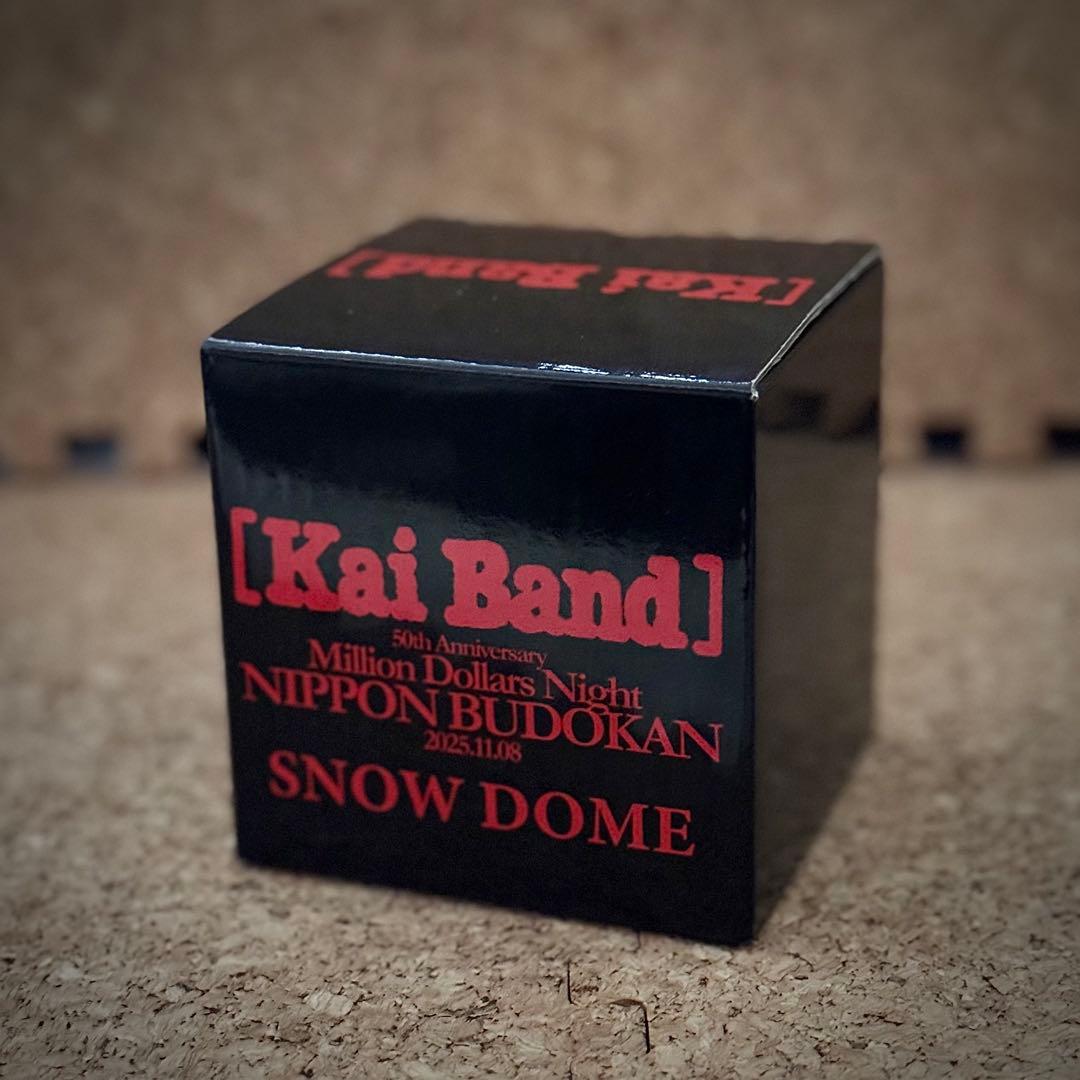 [Kai Band]
[Kai Band]
50th Anniversary
Million Dollars Night
NIPPON BUDOKAN
2025.11.08
SNOW DOME